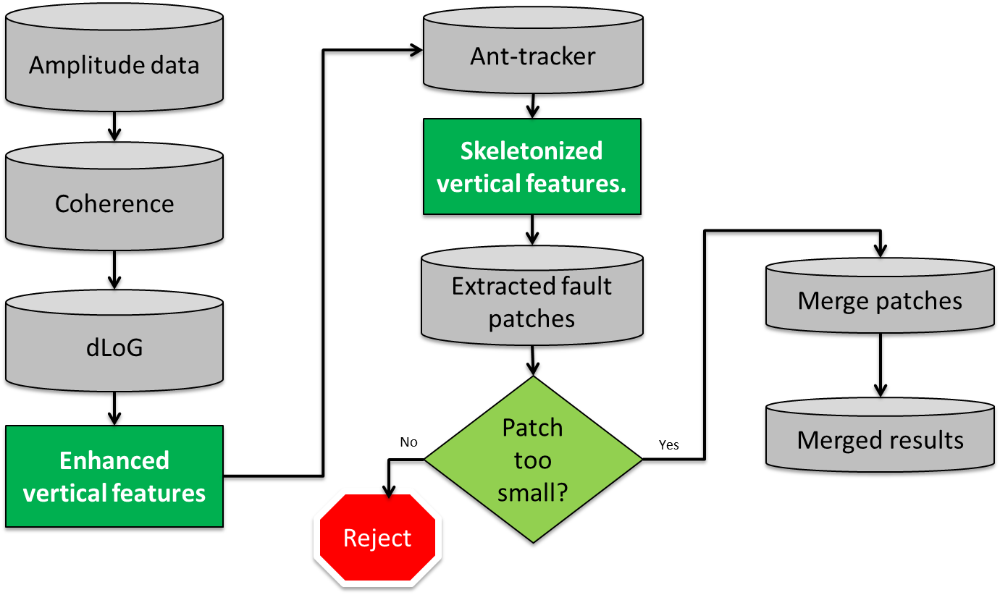 Amplitude data
Coherence
dLoG
Enhanced
vertical features
Ant-tracker
Skeletonized
vertical features.
Extracted fault
patches
Patch
too
small?
No
Yes
Reject
Merge patches
Merged results